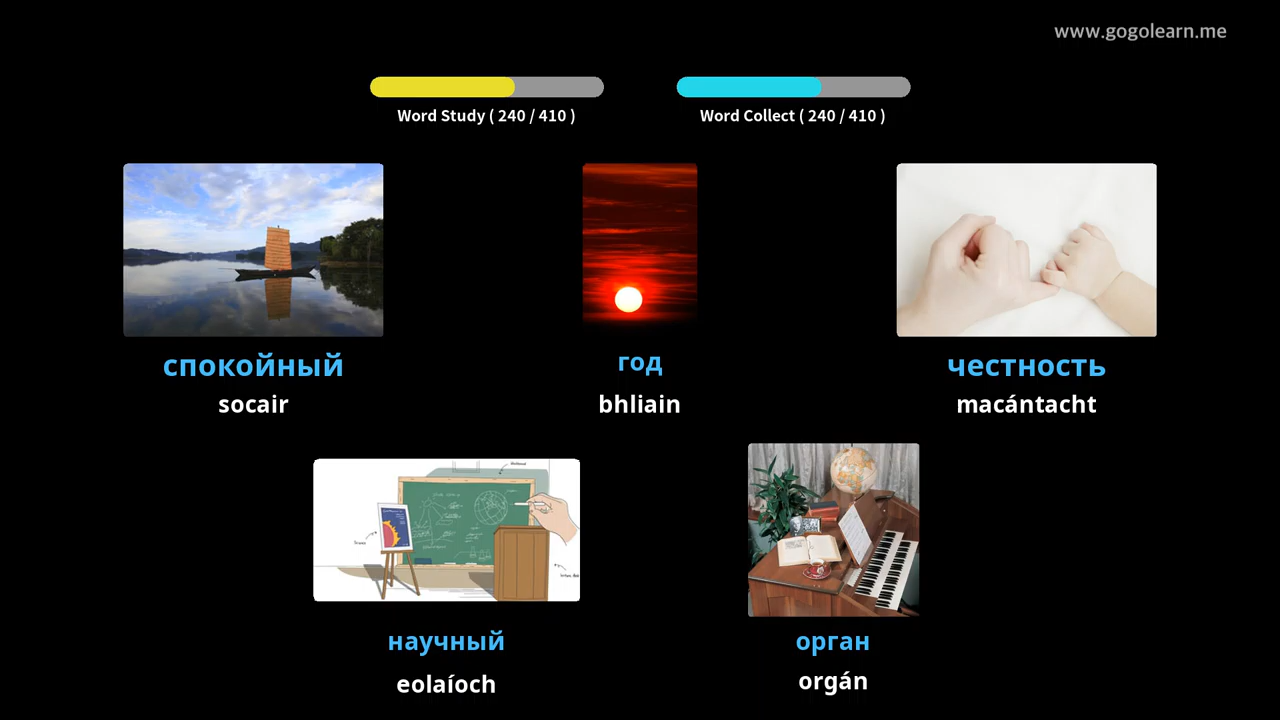 www.gogolearn.me
Word Study ( 240 / 410 )
Word Collect ( 240 / 410 )
спокойный
socair
год
bhliain
честность
macántacht
научный
eolaíoch
орган
orgán